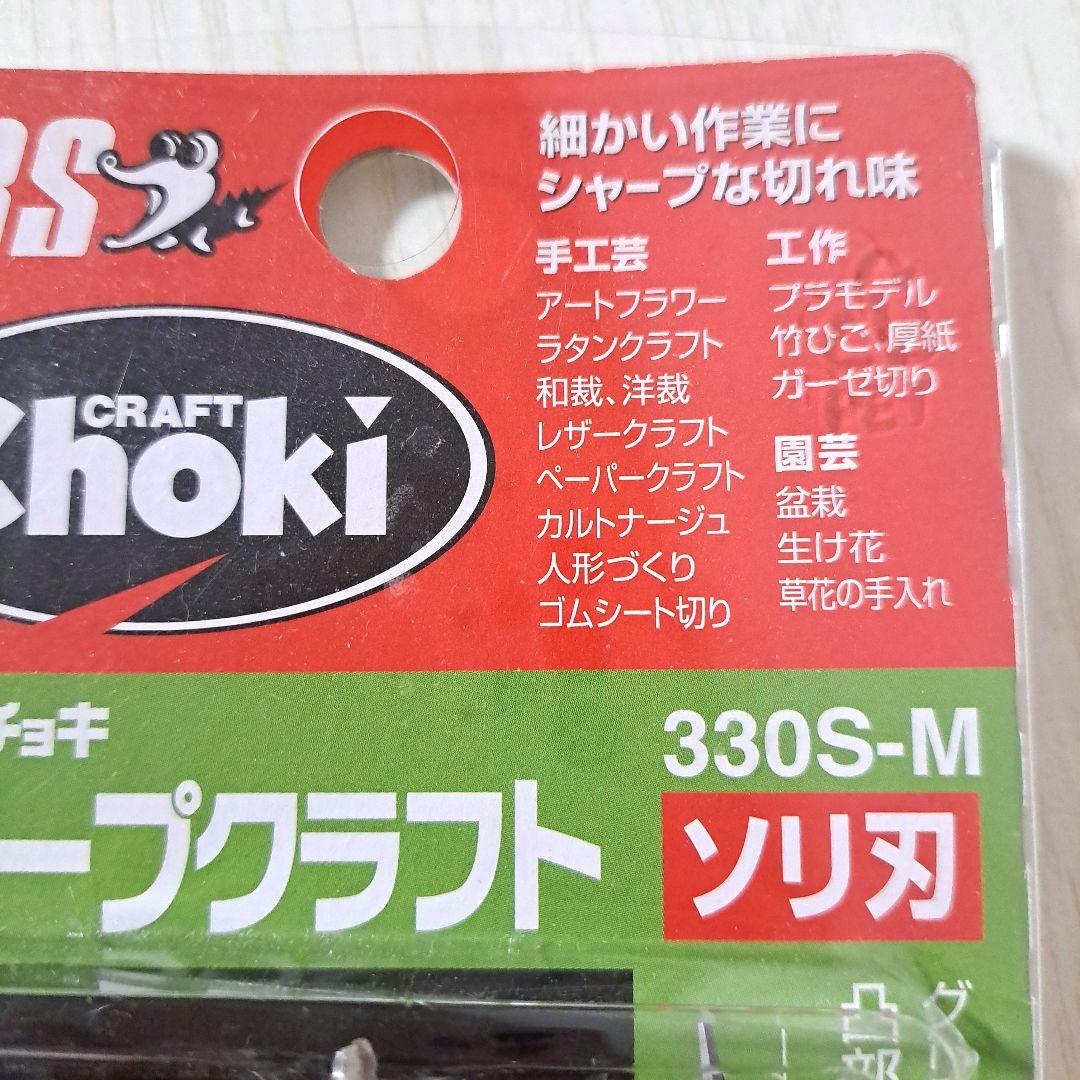 細かい作業に
シャープな切れ味
手工芸
アートフラワー
ラタンクラフト
和裁、洋裁
レザークラフト
ペーパークラフト
カルトナージュ
人形づくり
ゴムシート切り
工作
プラモデル
竹ひご、厚紙
ガーゼ切り
園芸
盆栽
生け花
草花の手入れ
CRAFT
Choki
チョキ
330S-M
ープクラフト
ソリ刃
PET